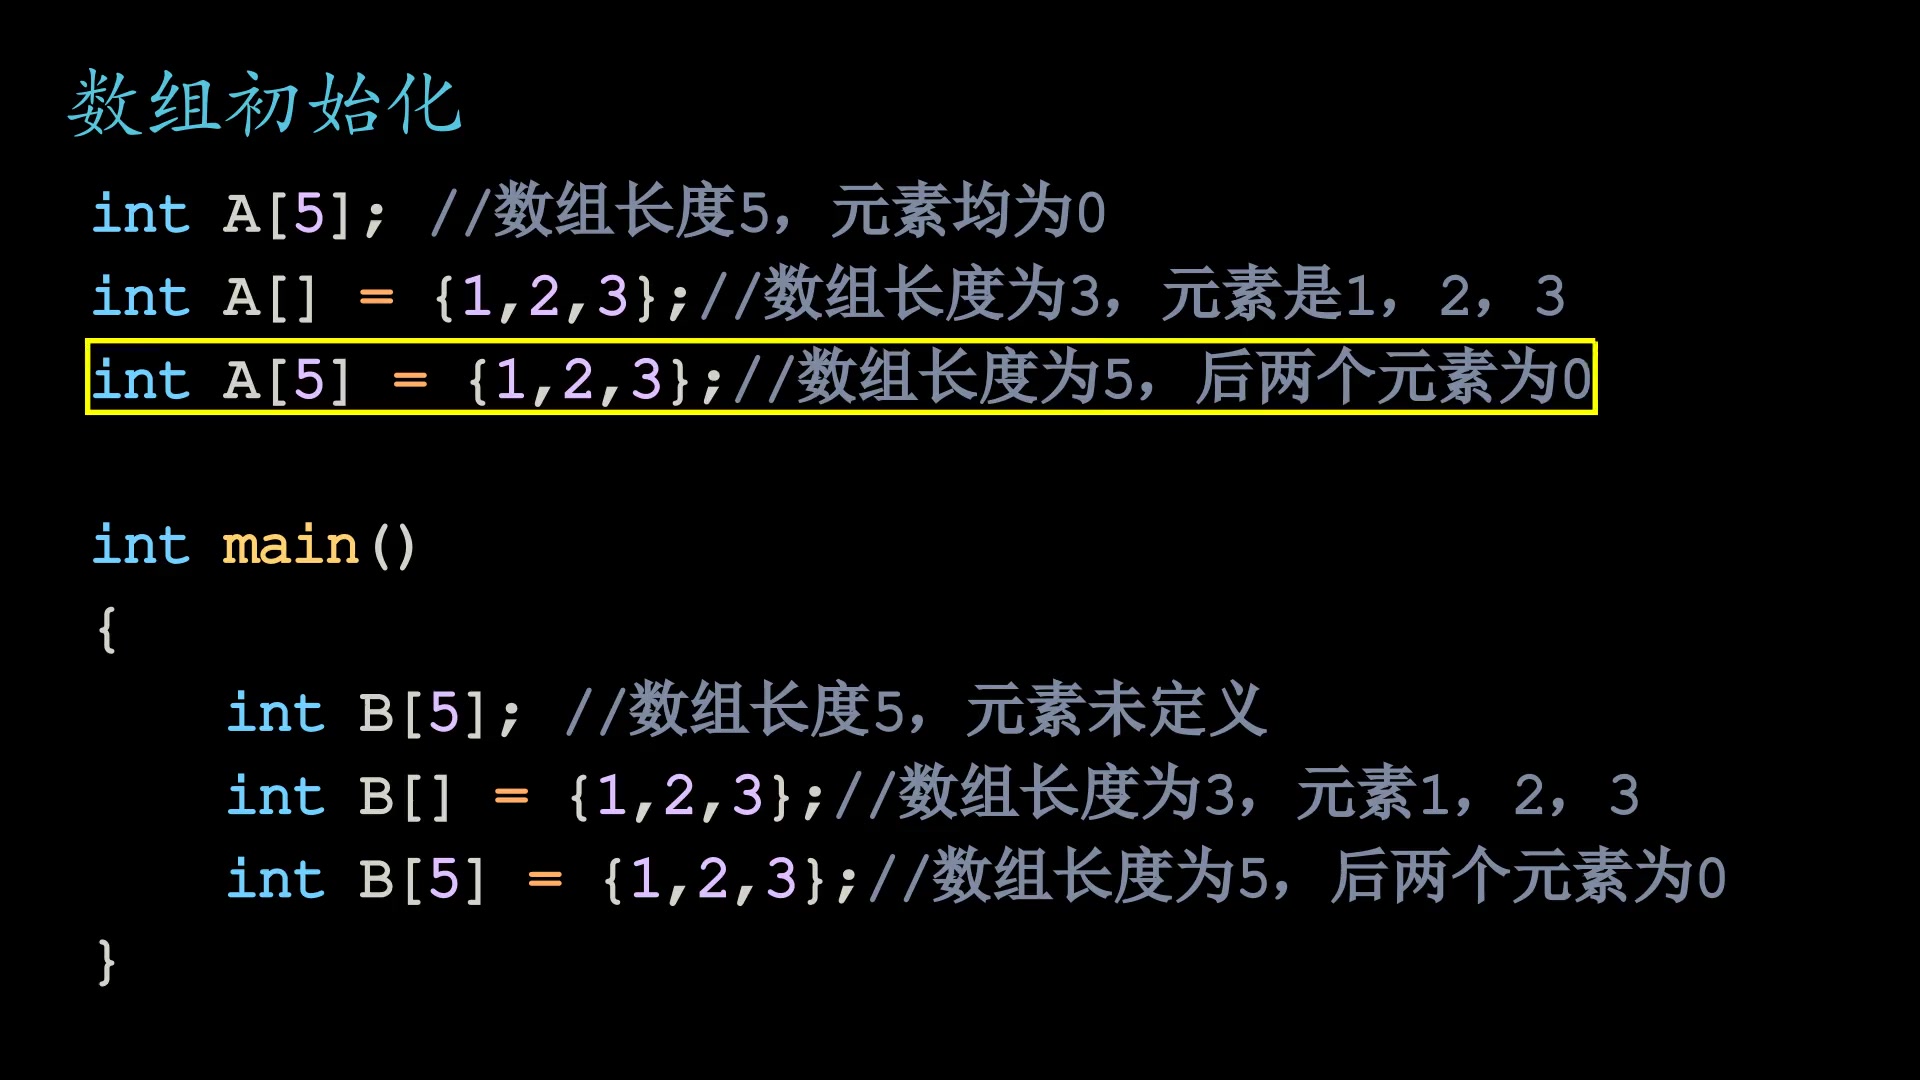 数组初始化
int A[5]; //数组长度5，元素均为0
int A[] = {1,2,3};//数组长度为3，元素是1，2，3
int A[5] = {1,2,3};//数组长度为5，后两个元素为0
int main()
{
int B[5]; //数组长度5，元素未定义
int B[] = {1,2,3};//数组长度为3，元素1，2，3
int B[5] = {1,2,3};//数组长度为5，后两个元素为0
}